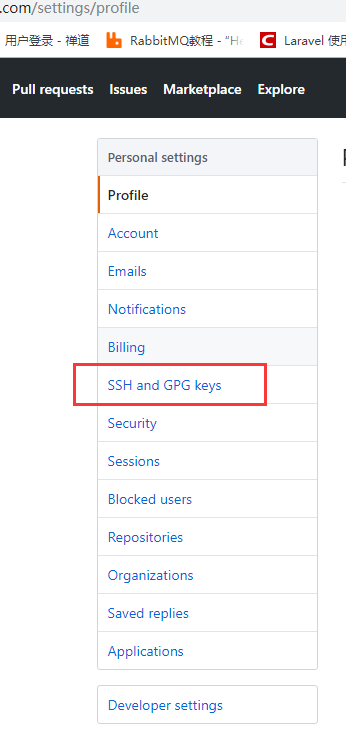 .com/settings/profile
用户登录 - 禅道 RabbitMQ教程 - "He Laravel 使用
Pull requests Issues Marketplace Explore
Personal settings
Profile
Account
Emails
Notifications
Billing
SSH and GPG keys
Security
Sessions
Blocked users
Repositories
Organizations
Saved replies
Applications
Developer settings